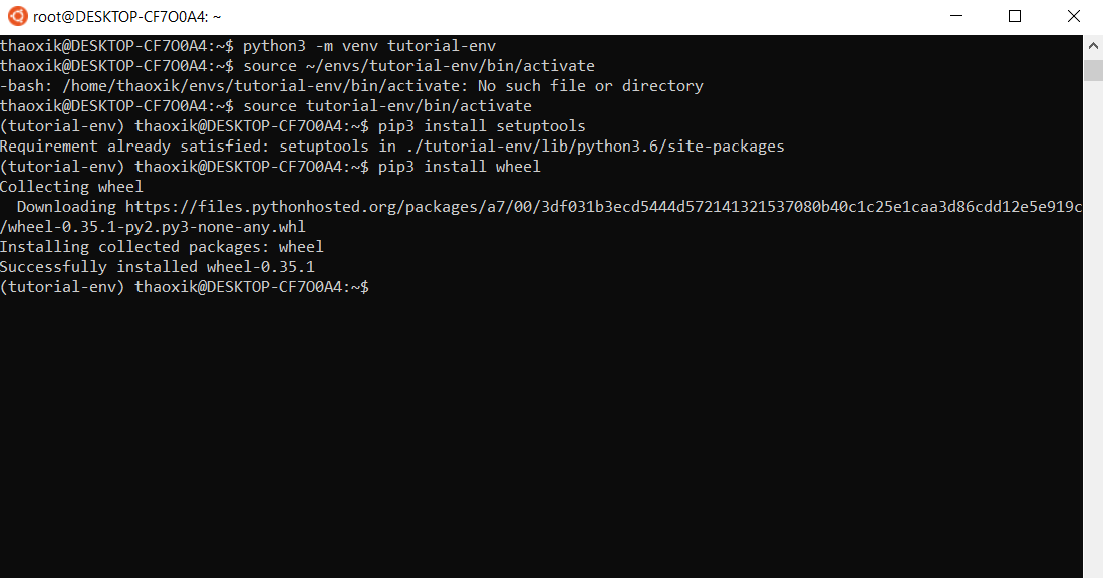 root@DESKTOP-CF7O0A4: ~
thaoxik@DESKTOP-CF7O0A4:~$ python3 -m venv tutorial-env
thaoxik@DESKTOP-CF7O0A4:~$ source ~/envs/tutorial-env/bin/activate
-bash: /home/thaoxik/envs/tutorial-env/bin/activate: No such file or directory
thaoxik@DESKTOP-CF7O0A4:~$ source tutorial-env/bin/activate
(tutorial-env) thaoxik@DESKTOP-CF7O0A4:~$ pip3 install setuptools
Requirement already satisfied: setuptools in ./tutorial-env/lib/python3.6/site-packages
(tutorial-env) thaoxik@DESKTOP-CF7O0A4:~$ pip3 install wheel
Collecting wheel
  Downloading https://files.pythonhosted.org/packages/a7/00/3df031b3ecd5444d572141321537080b40c1c25e1caa3d86cdd12e5e919c
/wheel-0.35.1-py2.py3-none-any.whl
Installing collected packages: wheel
Successfully installed wheel-0.35.1
(tutorial-env) thaoxik@DESKTOP-CF7O0A4:~$